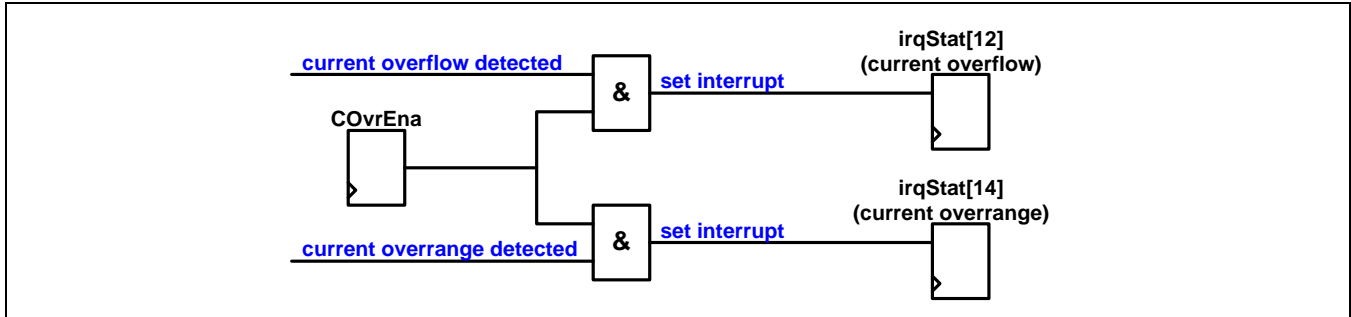 irqStat[12]
(current overflow)
current overflow detected
&
set interrupt
COvrEna
irqStat[14]
(current overrange)
current overrange detected
&
set interrupt